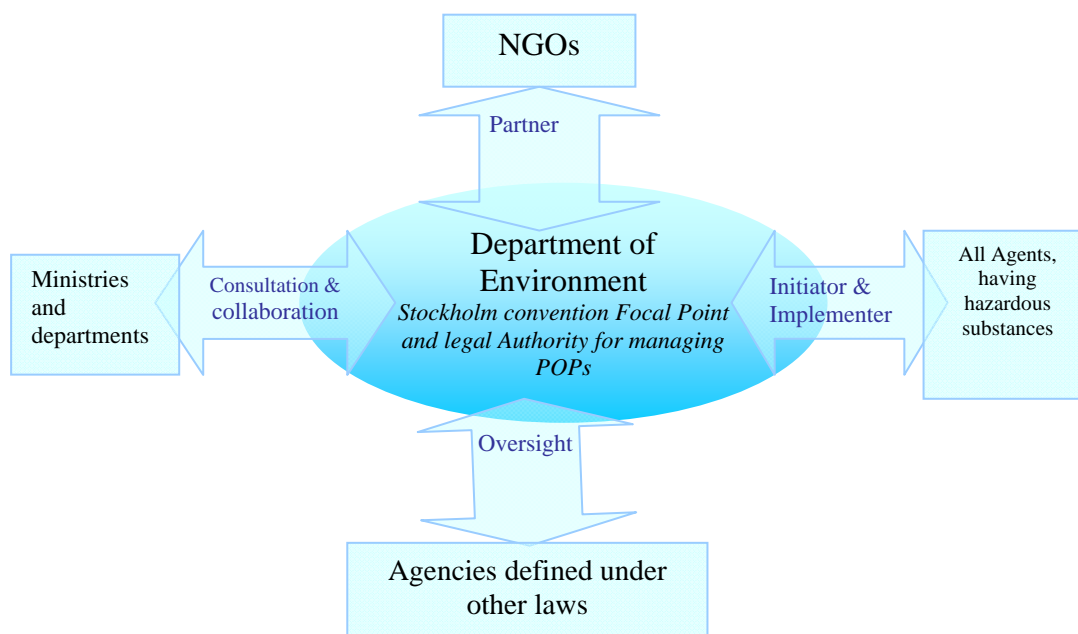 NGOs
Partner
Department of
Environment
Stockholm convention Focal Point
and legal Authority for managing
POPs
Ministries
and
departments
Consultation &
collaboration
Initiator &
Implementer
All Agents,
having
hazardous
substances
Oversight
Agencies defined under
other laws